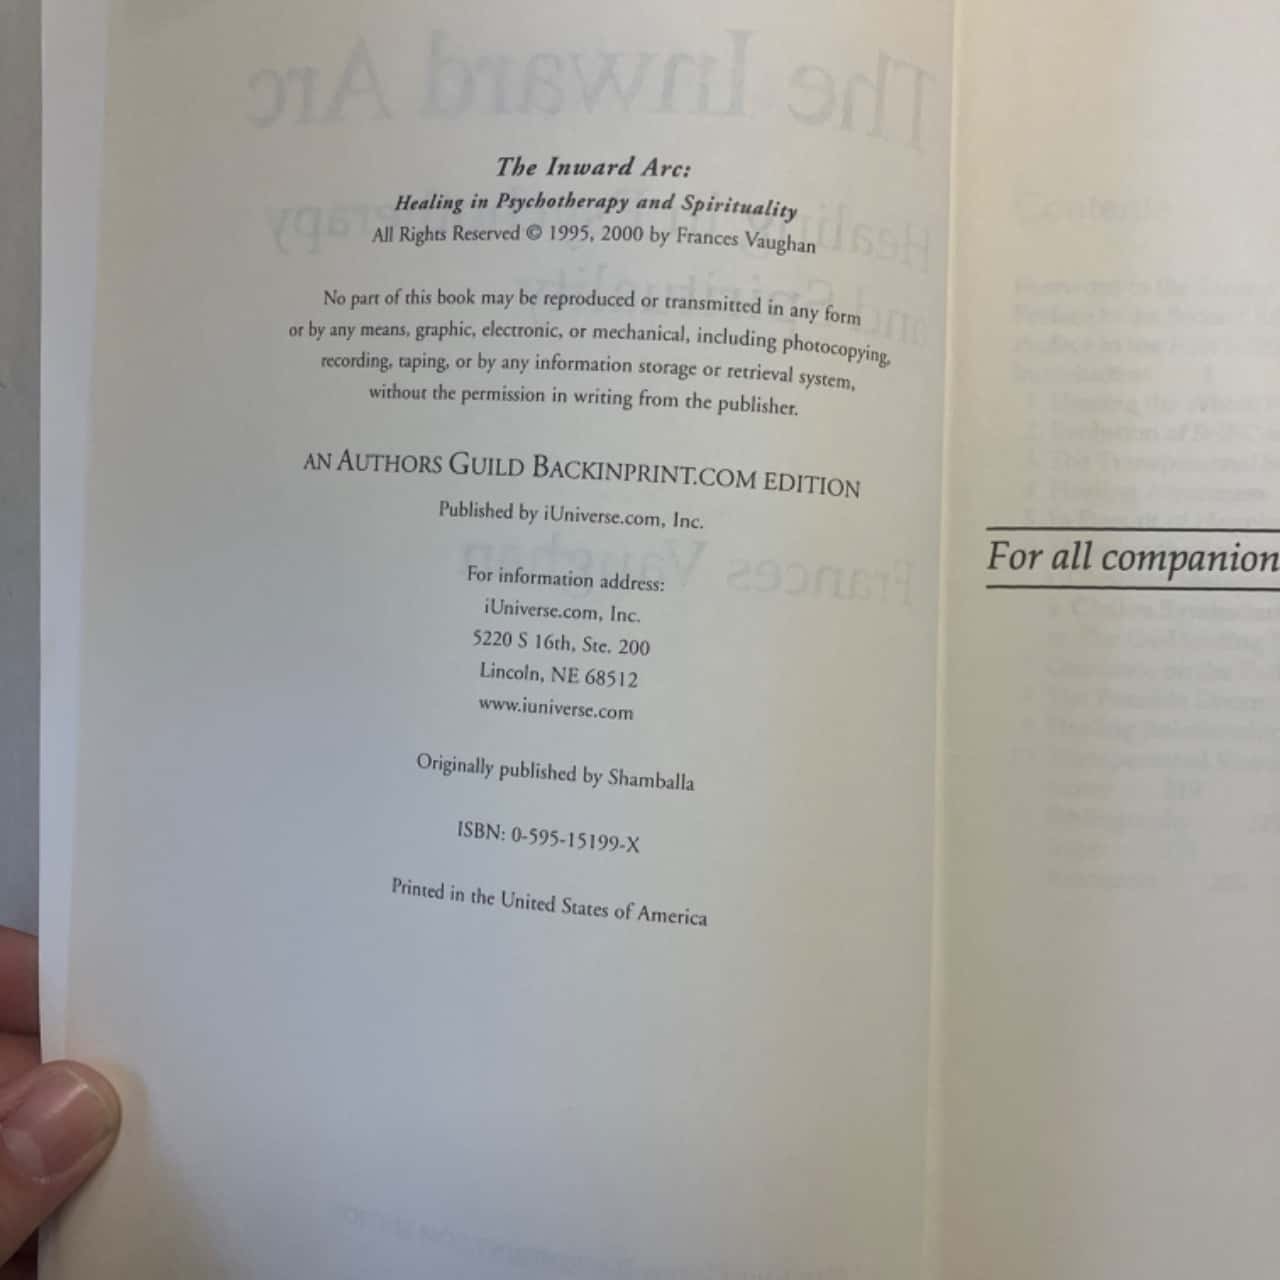 The Inward Arc:
Healing in Psychotherapy and Spirituality
All Rights Reserved © 1995, 2000 by Frances Vaughan
No part of this book may be reproduced or transmitted in any form
or by any means, graphic, electronic, or mechanical, including photocopying,
recording, taping, or by any information storage or retrieval system,
without the permission in writing from the publisher.
AN AUTHORS GUILD BACKINPRINT.COM EDITION
Published by iUniverse.com, Inc.
For information address:
iUniverse.com, Inc.
5220 S 16th, Ste. 200
Lincoln, NE 68512
www.iuniverse.com
Originally published by Shamballa
ISBN: 0-595-15199-X
Printed in the United States of America
For all companion